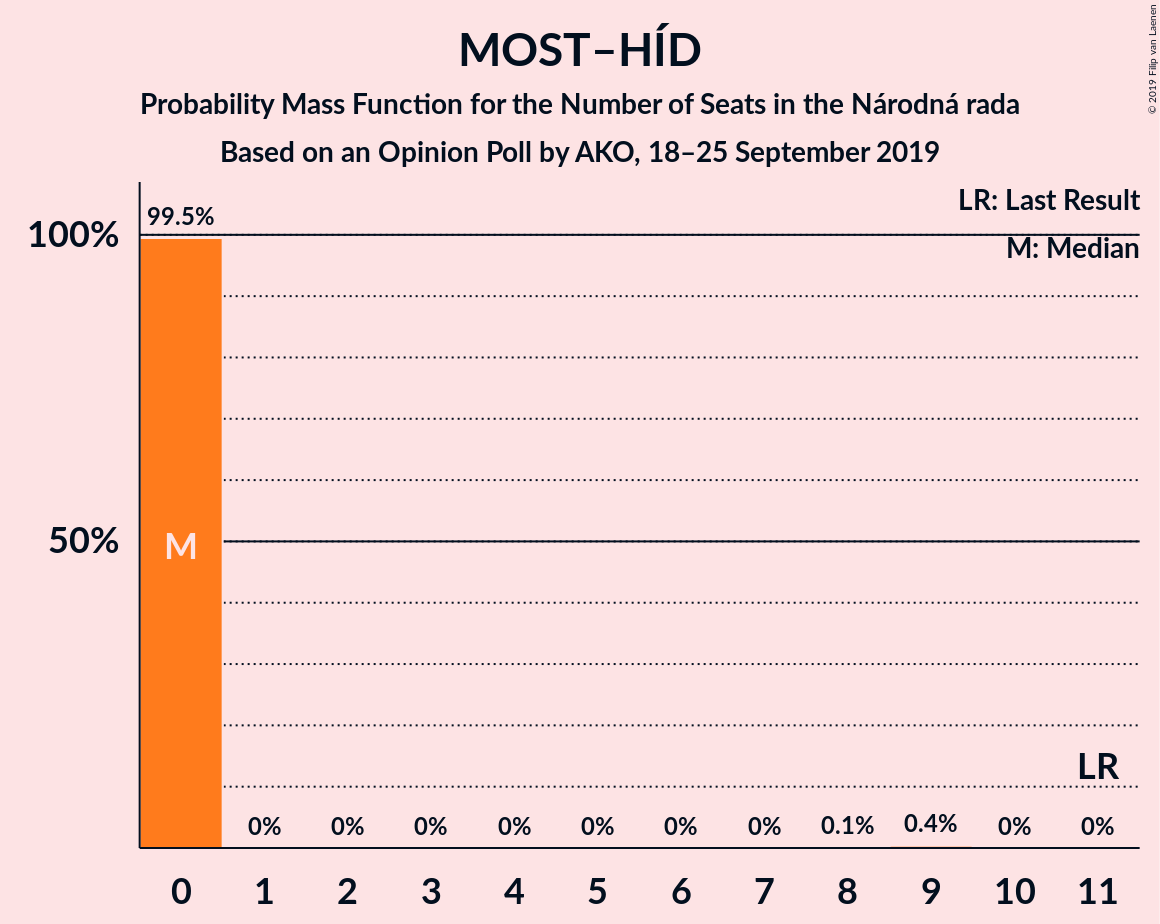 MOST–HÍD
Probability Mass Function for the Number of Seats in the Národná rada
Based on an Opinion Poll by AKO, 18–25 September 2019
© 2019 Filip van Laenen
LR: Last Result
M: Median
99.5%
100%
50%
M
LR
0% 0% 0% 0% 0% 0% 0% 0.1% 0.4% 0% 0%
0 1 2 3 4 5 6 7 8 9 10 11